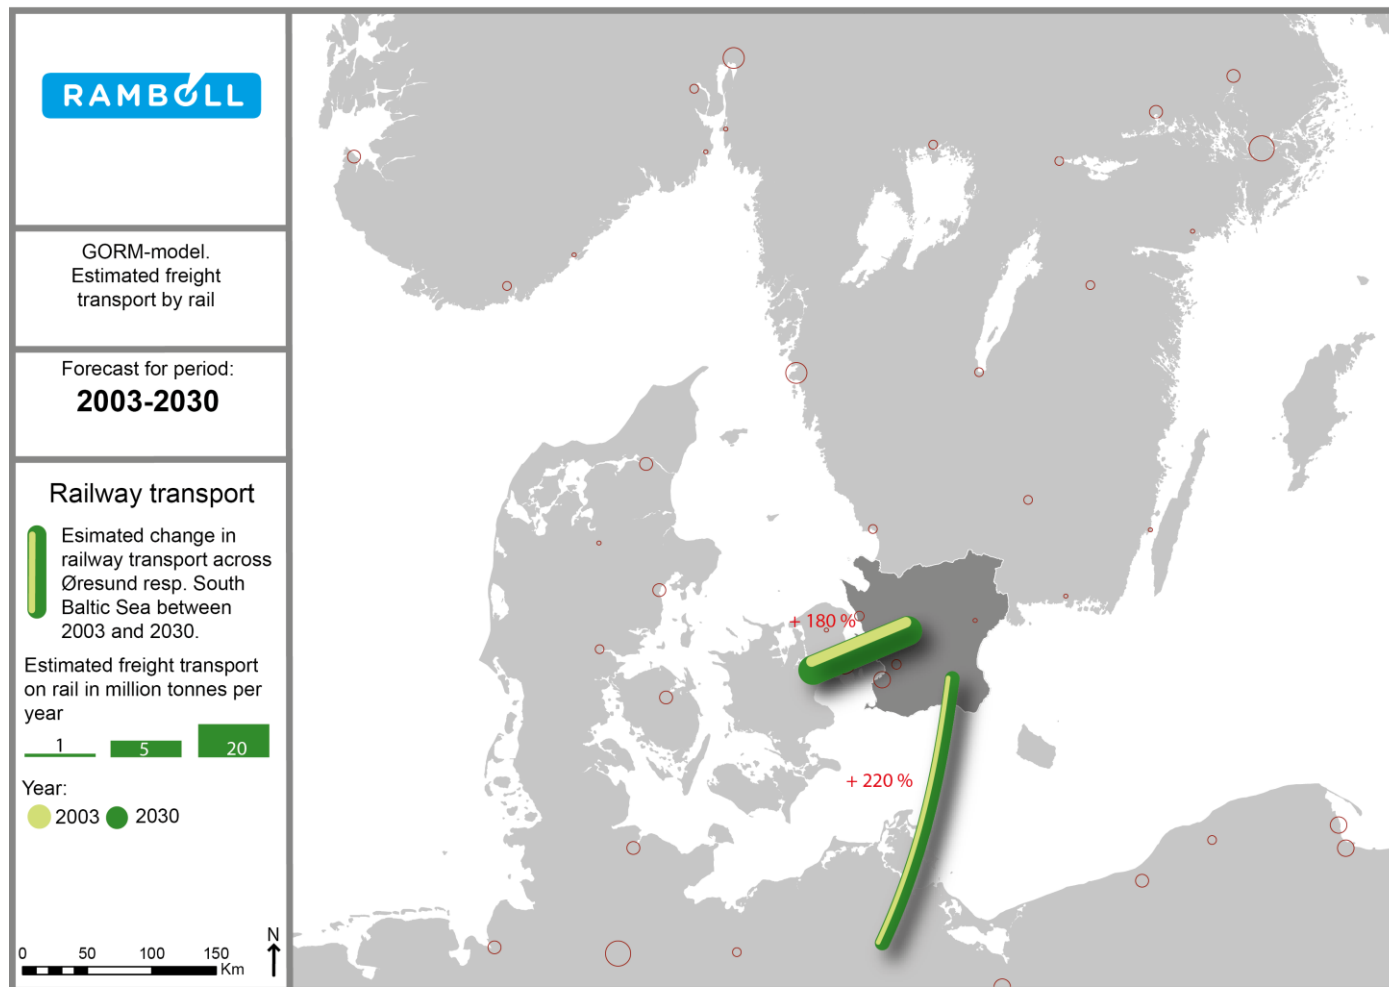 RAMBOLL
GORM-model.
Estimated freight
transport by rail
Forecast for period:
2003-2030
Railway transport
Esimated change in
railway transport across
Øresund resp. South
Baltic Sea between
2003 and 2030.
Estimated freight transport
on rail in million tonnes per
year
1 5 20
Year:
2003 2030
0 50 100 150
Km
N
+ 180 %
+ 220 %